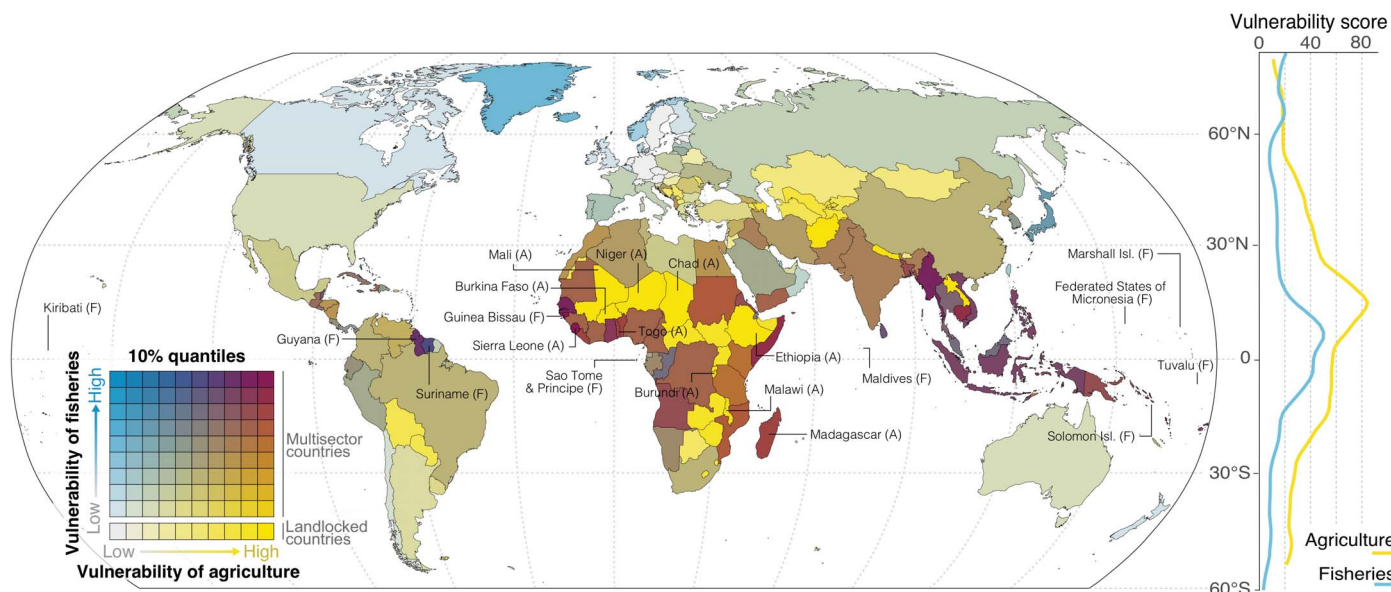 Vulnerability score
0 40 80
60°N
30°N
0
30°S
60°S
Agriculture
Fisheries
Mali (A)
Niger (A)
Chad (A)
Burkina Faso (A)
Guinea Bissau (F)
Togo (A)
Sierra Leone (A)
Sao Tome
& Principe (F)
Burundi (A)
Ethiopia (A)
Malawi (A)
Madagascar (A)
Maldives (F)
Marshall Isl. (F)
Federated States of
Micronesia (F)
Tuvalu (F)
Solomon Isl. (F)
Kiribati (F)
Guyana (F)
Suriname (F)
10% quantiles
Vulnerability of fisheries
Low
High
Multisector
countries
Landlocked
countries
Low
High
Vulnerability of agriculture